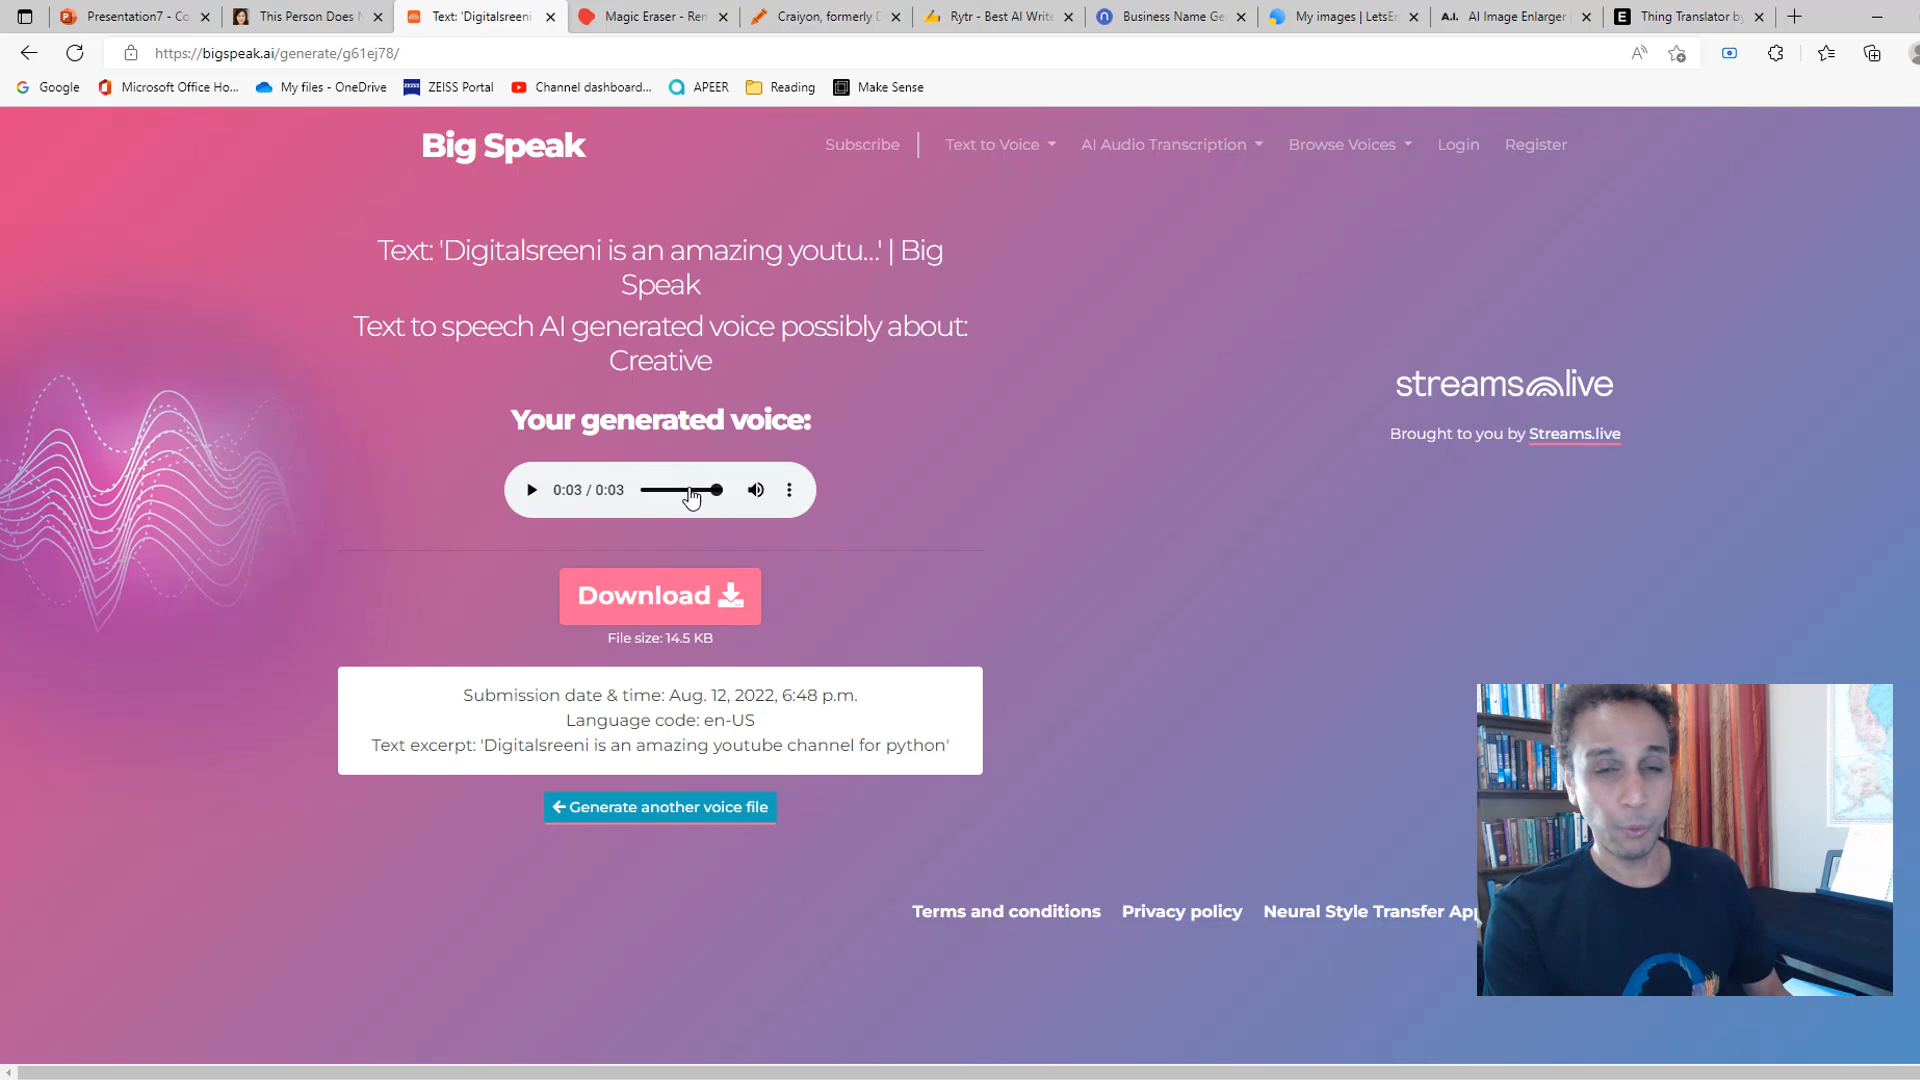 Presentation7 - Co
This Person Does N
Text: 'Digitalsreeni
Magic Eraser - Rem
Craiyon, formerly D
Rytr - Best AI Write
Business Name Ge
My images | LetsEn
A.I. AI Image Enlarger
Thing Translator by
https://bigspeak.ai/generate/g61ej78/
Google
Microsoft Office Ho...
My files - OneDrive
ZEISS Portal
Channel dashboard...
APEER
Reading
Make Sense
Big Speak
Subscribe
Text to Voice
AI Audio Transcription
Browse Voices
Login
Register
Text: 'Digitalsreeni is an amazing youtu...' | Big
Speak
Text to speech AI generated voice possibly about:
Creative
Your generated voice:
0:03 / 0:03
streams live
Brought to you by Streams.live
Download
File size: 14.5 KB
Submission date & time: Aug. 12, 2022, 6:48 p.m.
Language code: en-US
Text excerpt: 'Digitalsreeni is an amazing youtube channel for python'
Generate another voice file
Terms and conditions
Privacy policy
Neural Style Transfer App